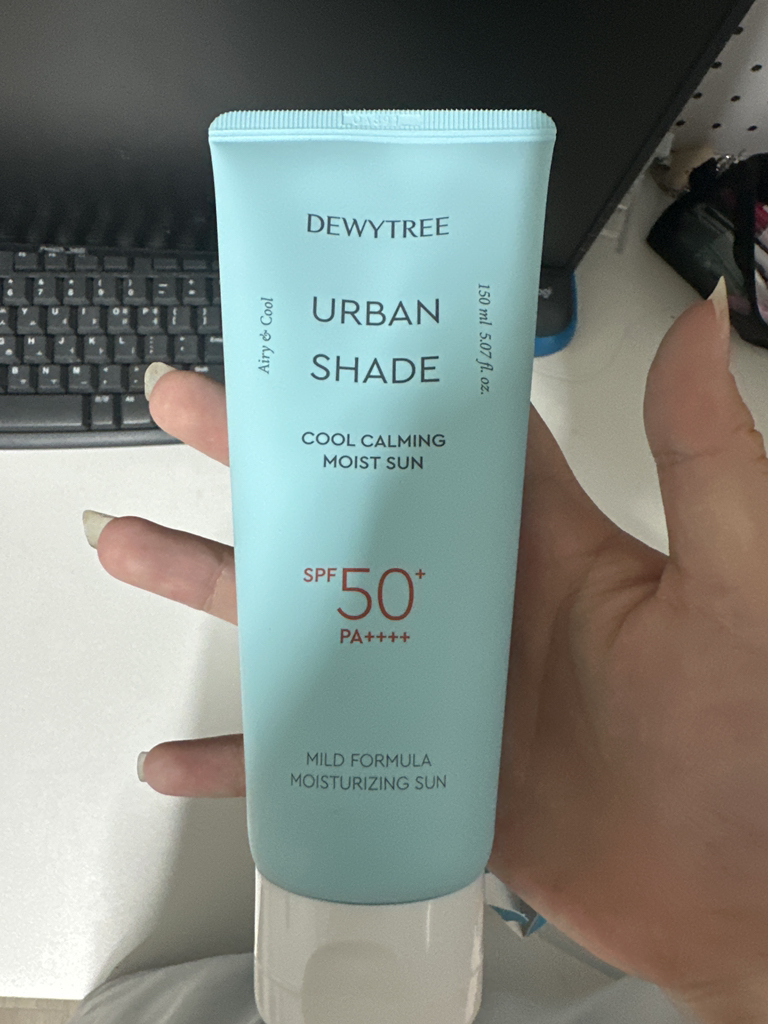 DEWYTREE
Airy & Cool
URBAN
SHADE
150 ml 5.07 fl. oz.
COOL CALMING
MOIST SUN
SPF 50+
PA++++
MILD FORMULA
MOISTURIZING SUN